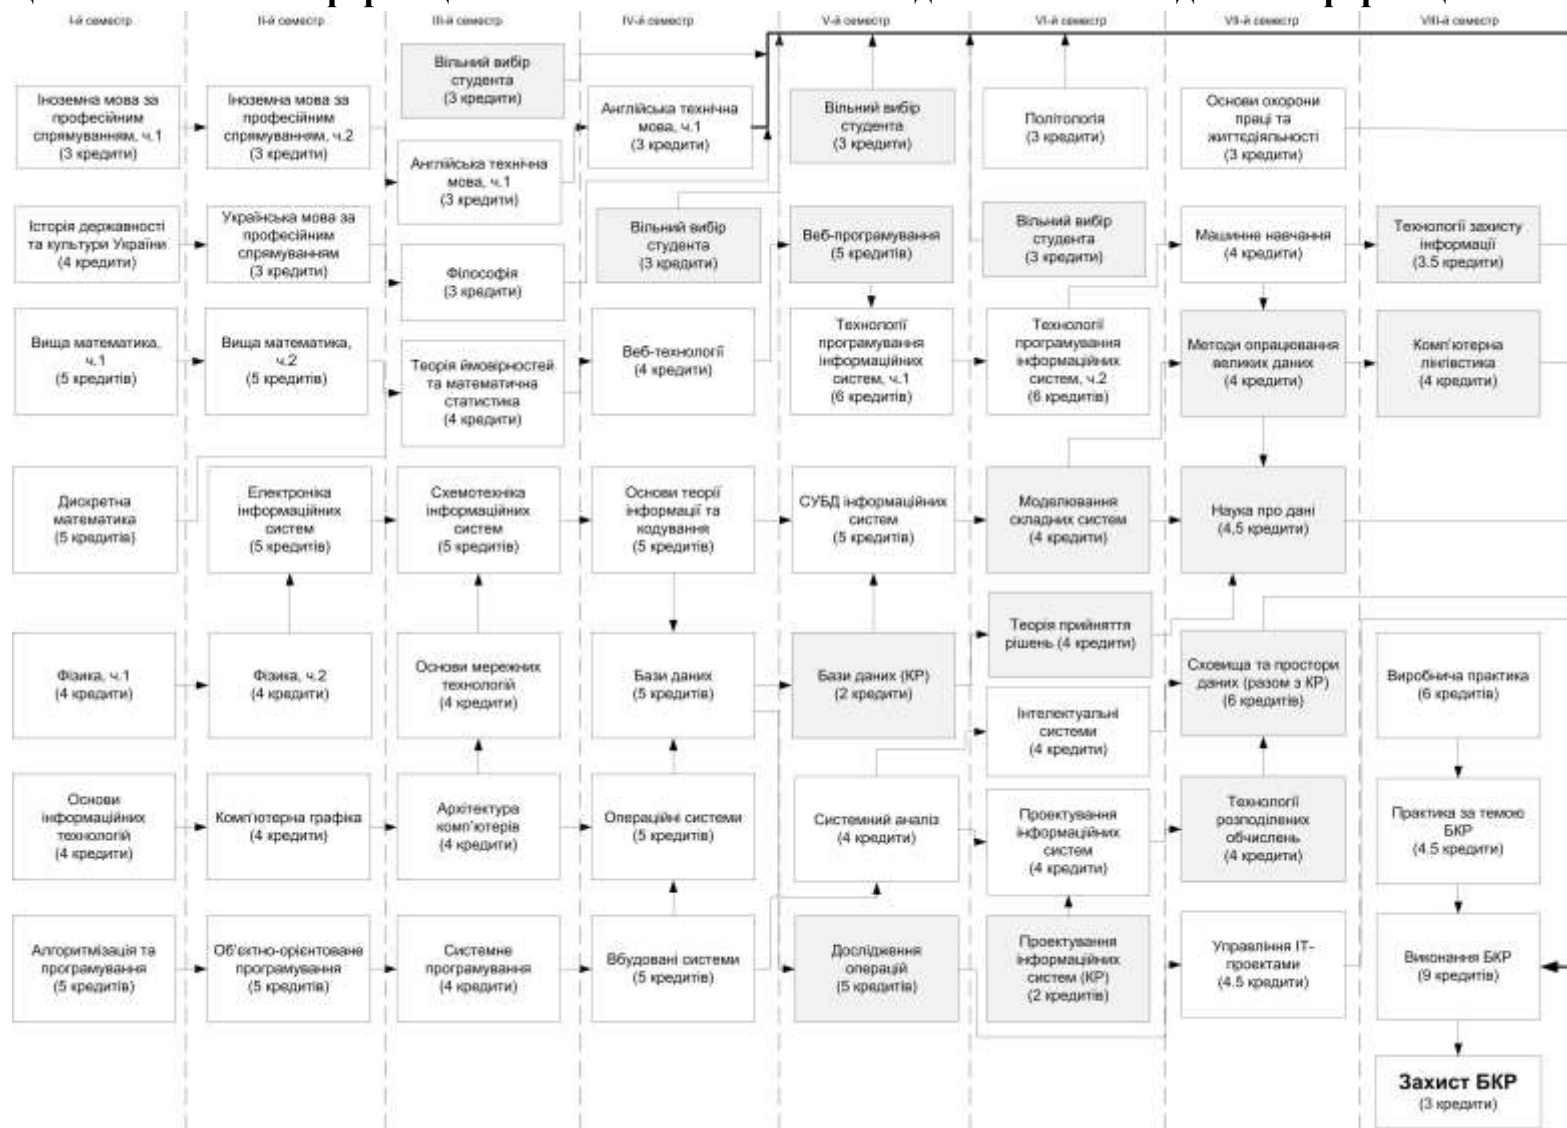 І-й семестр
ІІ-й семестр
ІІІ-й семестр
IV-й семестр
V-й семестр
VI-й семестр
VII-й семестр
VIII-й семестр
Іноземна мова за
професійним
спрямуванням, ч.1
(3 кредити)
Історія державності
та культури України
(4 кредити)
Вища математика,
ч.1
(5 кредитів)
Дискретна
математика
(5 кредитів)
Фізика, ч.1
(4 кредити)
Основи
інформаційних
технологій
(4 кредити)
Алгоритмізація та
програмування
(5 кредитів)
Іноземна мова за
професійним
спрямуванням, ч.2
(3 кредити)
Українська мова за
професійним
спрямуванням
(3 кредити)
Вища математика,
ч.2
(5 кредитів)
Електроніка
інформаційних
систем
(5 кредитів)
Фізика, ч.2
(4 кредити)
Комп'ютерна графіка
(4 кредити)
Об'єктно-орієнтоване
програмування
(5 кредитів)
Вільний вибір
студента
(3 кредити)
Англійська технічна
мова, ч.1
(3 кредити)
Філософія
(3 кредити)
Теорія ймовірностей
та математична
статистика
(4 кредити)
Схемотехніка
інформаційних
систем
(5 кредитів)
Основи мережних
технологій
(4 кредити)
Архітектура
комп'ютерів
(4 кредити)
Системне
програмування
(4 кредити)
Англійська технічна
мова, ч.1
(3 кредити)
Вільний вибір
студента
(3 кредити)
Веб-технології
(4 кредити)
Основи теорії
інформації та
кодування
(5 кредитів)
Бази даних
(5 кредитів)
Операційні системи
(5 кредитів)
Вбудовані системи
(5 кредитів)
Вільний вибір
студента
(3 кредити)
Веб-програмування
(5 кредитів)
Технології
програмування
інформаційних
систем, ч.1
(6 кредитів)
СУБД інформаційних
систем
(5 кредитів)
Бази даних (КР)
(2 кредити)
Системний аналіз
(4 кредити)
Дослідження
операцій
(5 кредитів)
Політологія
(3 кредити)
Вільний вибір
студента
(3 кредити)
Технології
програмування
інформаційних
систем, ч.2
(6 кредитів)
Моделювання
складних систем
(4 кредити)
Теорія прийняття
рішень (4 кредити)
Інтелектуальні
системи
(4 кредити)
Проектування
інформаційних
систем
(4 кредити)
Проектування
інформаційних
систем (КР)
(2 кредитів)
Основи охорони
праці та
життєдіяльності
(3 кредити)
Машинне навчання
(4 кредити)
Методи опрацювання
великих даних
(4 кредити)
Наука про дані
(4,5 кредити)
Сховища та простори
даних (разом з КР)
(6 кредитів)
Технології
розподілених
обчислень
(4 кредити)
Управління ІТ-
проектами
(4.5 кредити)
Технології захисту
інформації
(3.5 кредити)
Комп'ютерна
лінгвістика
(4 кредити)
Виробнича практика
(6 кредитів)
Практика за темою
БКР
(4.5 кредити)
Виконання БКР
(9 кредитів)
Захист БКР
(3 кредити)